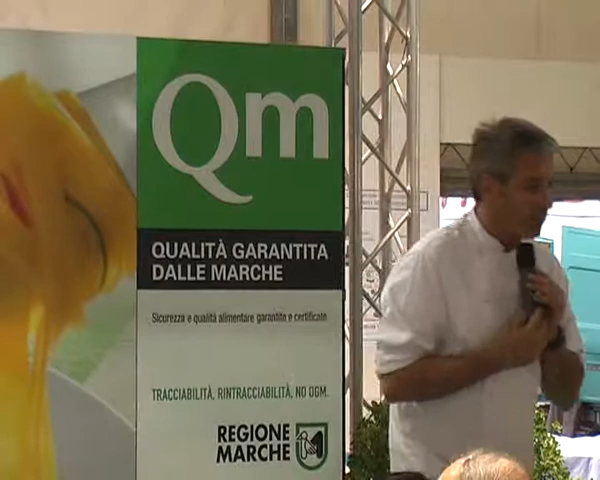 Qm
QUALITÀ GARANTITA
DALLE MARCHE
Sicurezza e qualità alimentare garantite e certificate.
TRACCIABILITÀ, RINTRACCIABILITÀ, NO OGM.
REGIONE
MARCHE